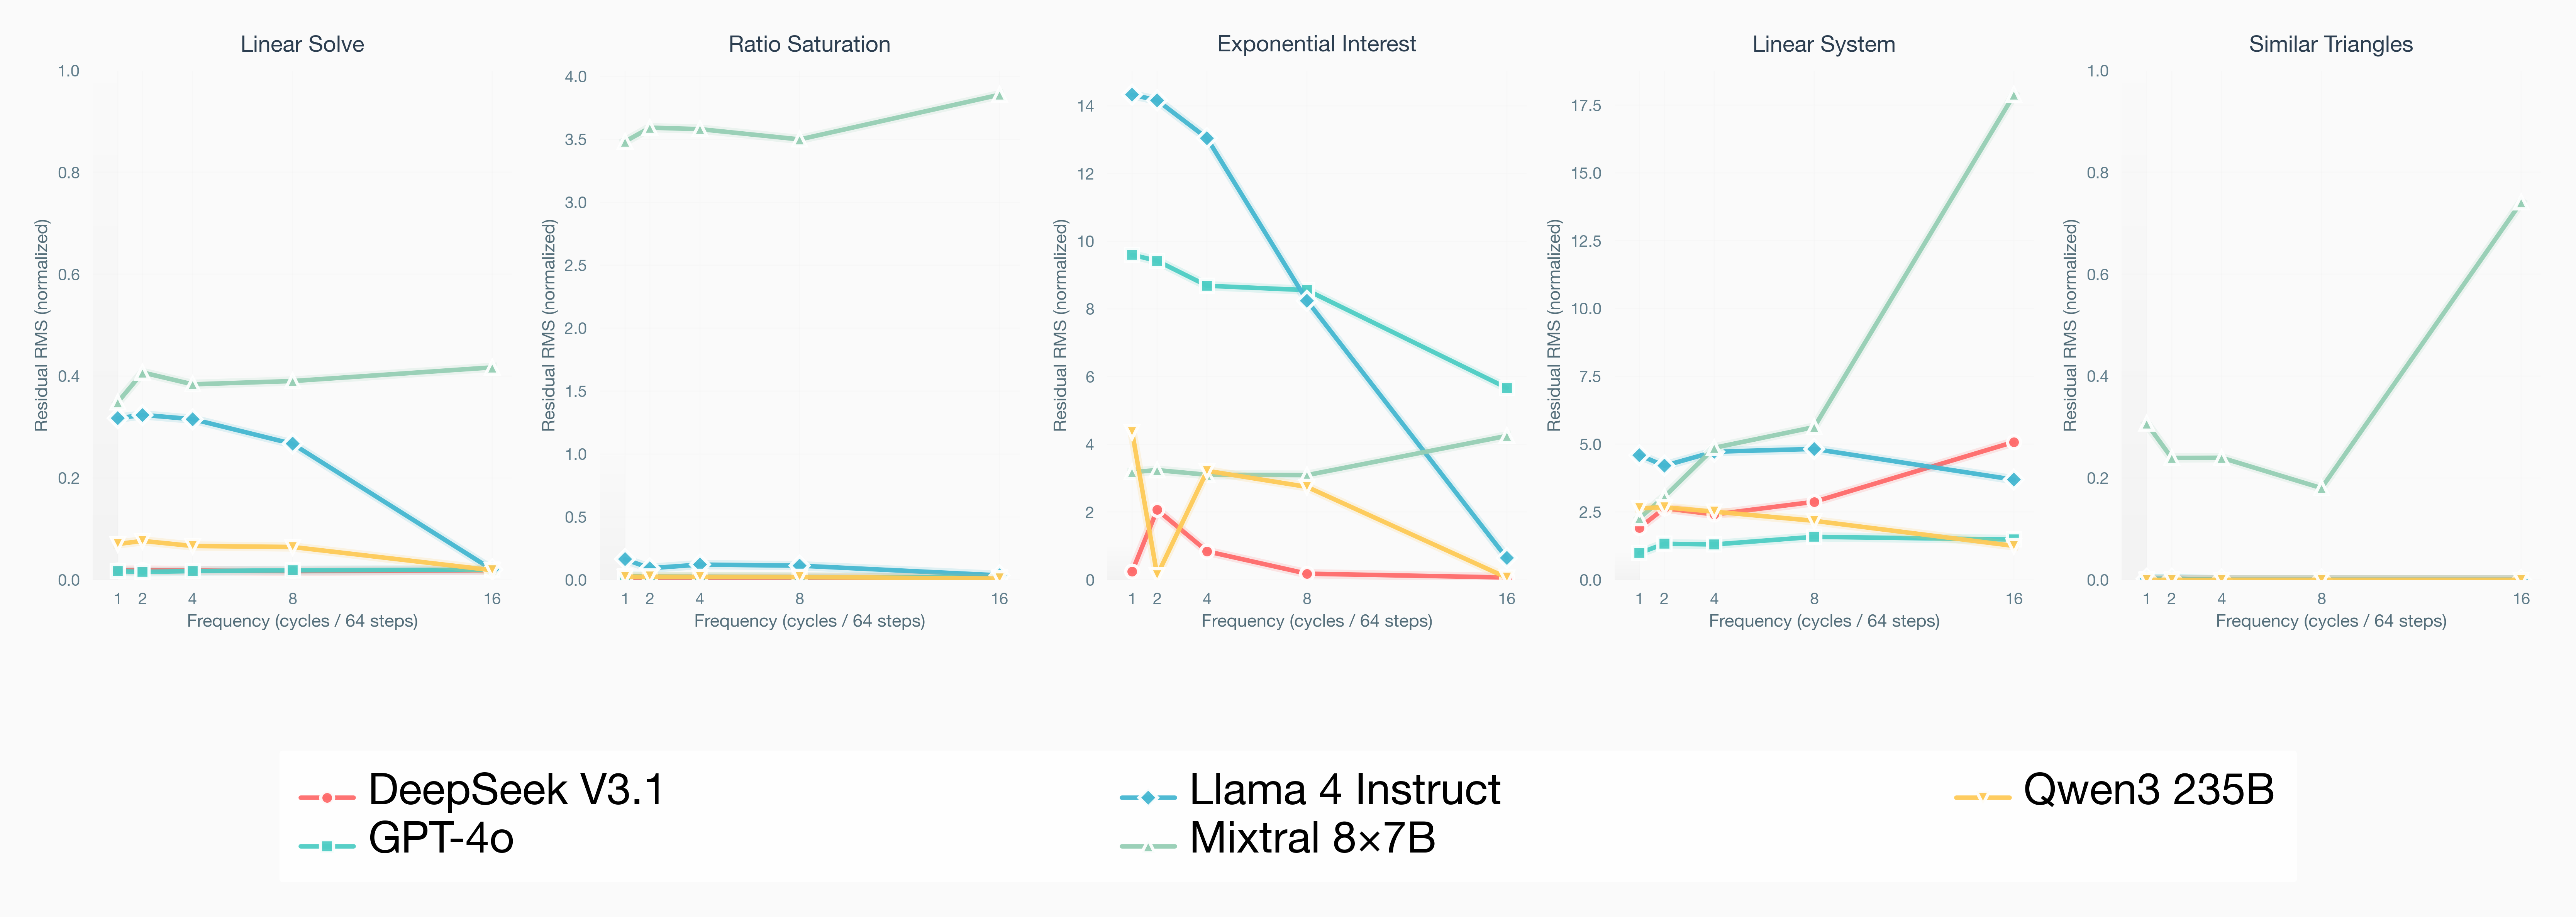 Linear Solve
Residual RMS (normalized)
1.0
0.8
0.6
0.4
0.2
0.0
1 2 4 8 16
Frequency (cycles / 64 steps)
Ratio Saturation
Residual RMS (normalized)
4.0
3.5
3.0
2.5
2.0
1.5
1.0
0.5
0.0
1 2 4 8 16
Frequency (cycles / 64 steps)
Exponential Interest
Residual RMS (normalized)
14
12
10
8
6
4
2
0
1 2 4 8 16
Frequency (cycles / 64 steps)
Linear System
Residual RMS (normalized)
17.5
15.0
12.5
10.0
7.5
5.0
2.5
0.0
1 2 4 8 16
Frequency (cycles / 64 steps)
Similar Triangles
Residual RMS (normalized)
1.0
0.8
0.6
0.4
0.2
0.0
1 2 4 8 16
Frequency (cycles / 64 steps)
DeepSeek V3.1
GPT-4o
Llama 4 Instruct
Mixtral 8×7B
Qwen3 235B